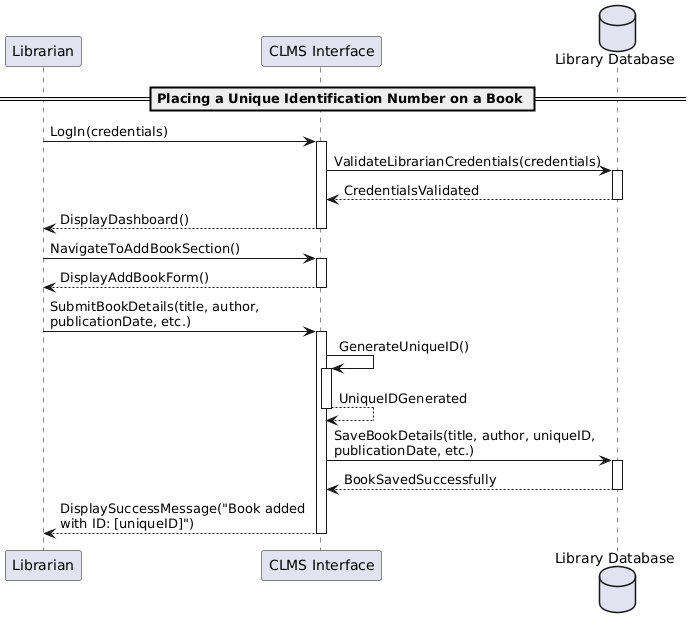 Librarian
CLMS Interface
Library Database
Placing a Unique Identification Number on a Book
LogIn(credentials)
ValidateLibrarianCredentials(credentials)
CredentialsValidated
DisplayDashboard()
NavigateToAddBookSection()
DisplayAddBookForm()
SubmitBookDetails(title, author,
publicationDate, etc.)
GenerateUniqueID()
UniqueIDGenerated
SaveBookDetails(title, author, uniqueID,
publicationDate, etc.)
BookSavedSuccessfully
DisplaySuccessMessage("Book added
with ID: [uniqueID]")
Librarian
CLMS Interface
Library Database